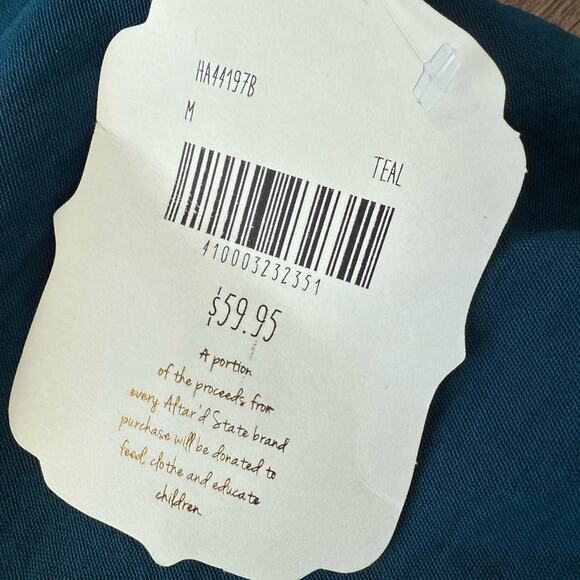 HA44197B
M
TEAL
410003232351
$59.95
A portion
of the proceeds from
every Altar'd State brand
purchase will be donated to
feed, clothe and educate
children